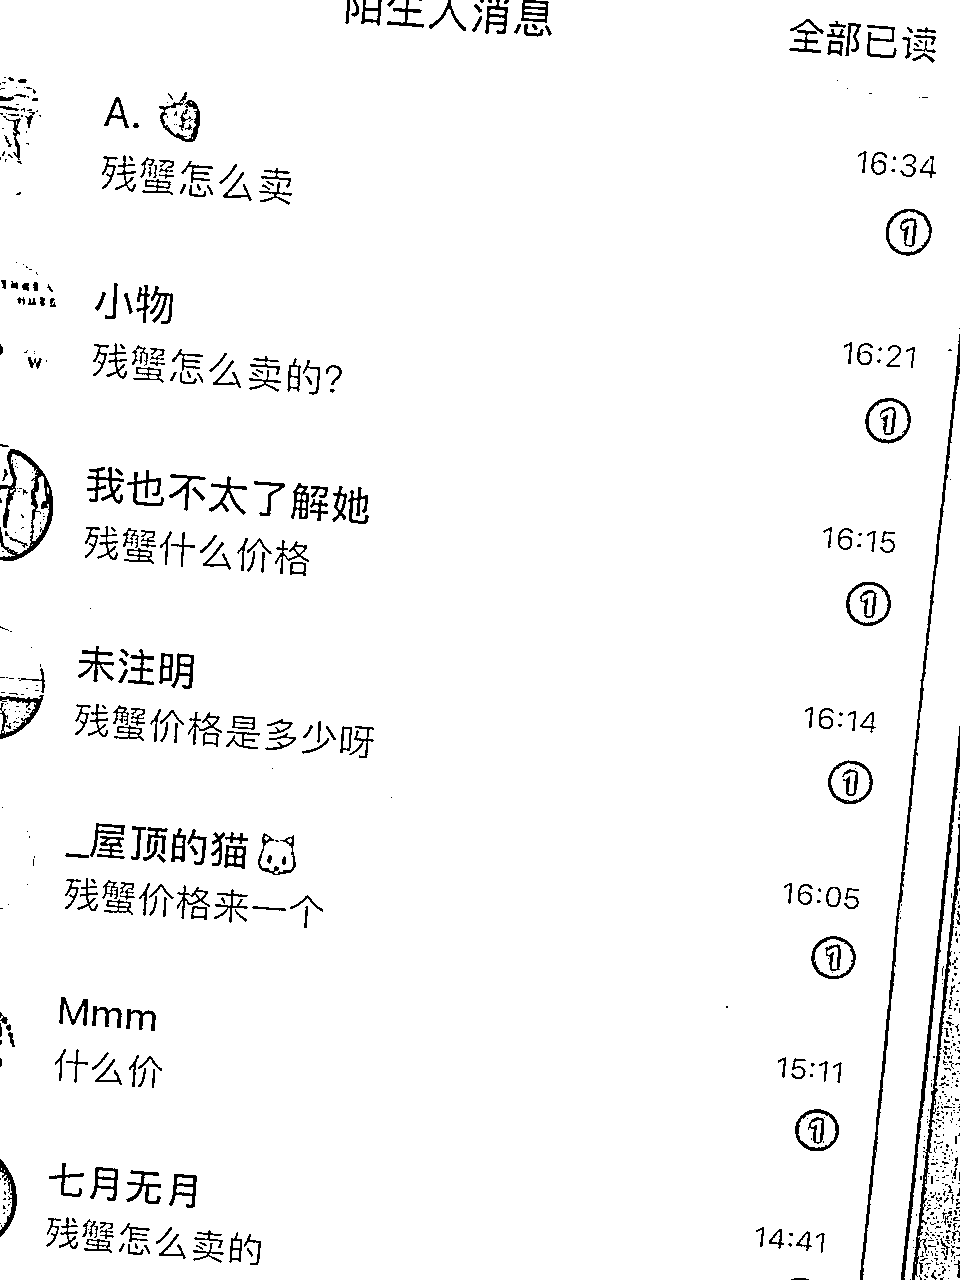 陌生人消息
全部已读
A. 🍓
16:34
残蟹怎么卖
1
小物
16:21
残蟹怎么卖的?
1
我也不太了解她
16:15
残蟹什么价格
1
未注明
16:14
残蟹价格是多少呀
1
_屋顶的猫🐱
16:05
残蟹价格来一个
1
Mmm
15:11
什么价
1
七月无月
14:41
残蟹怎么卖的